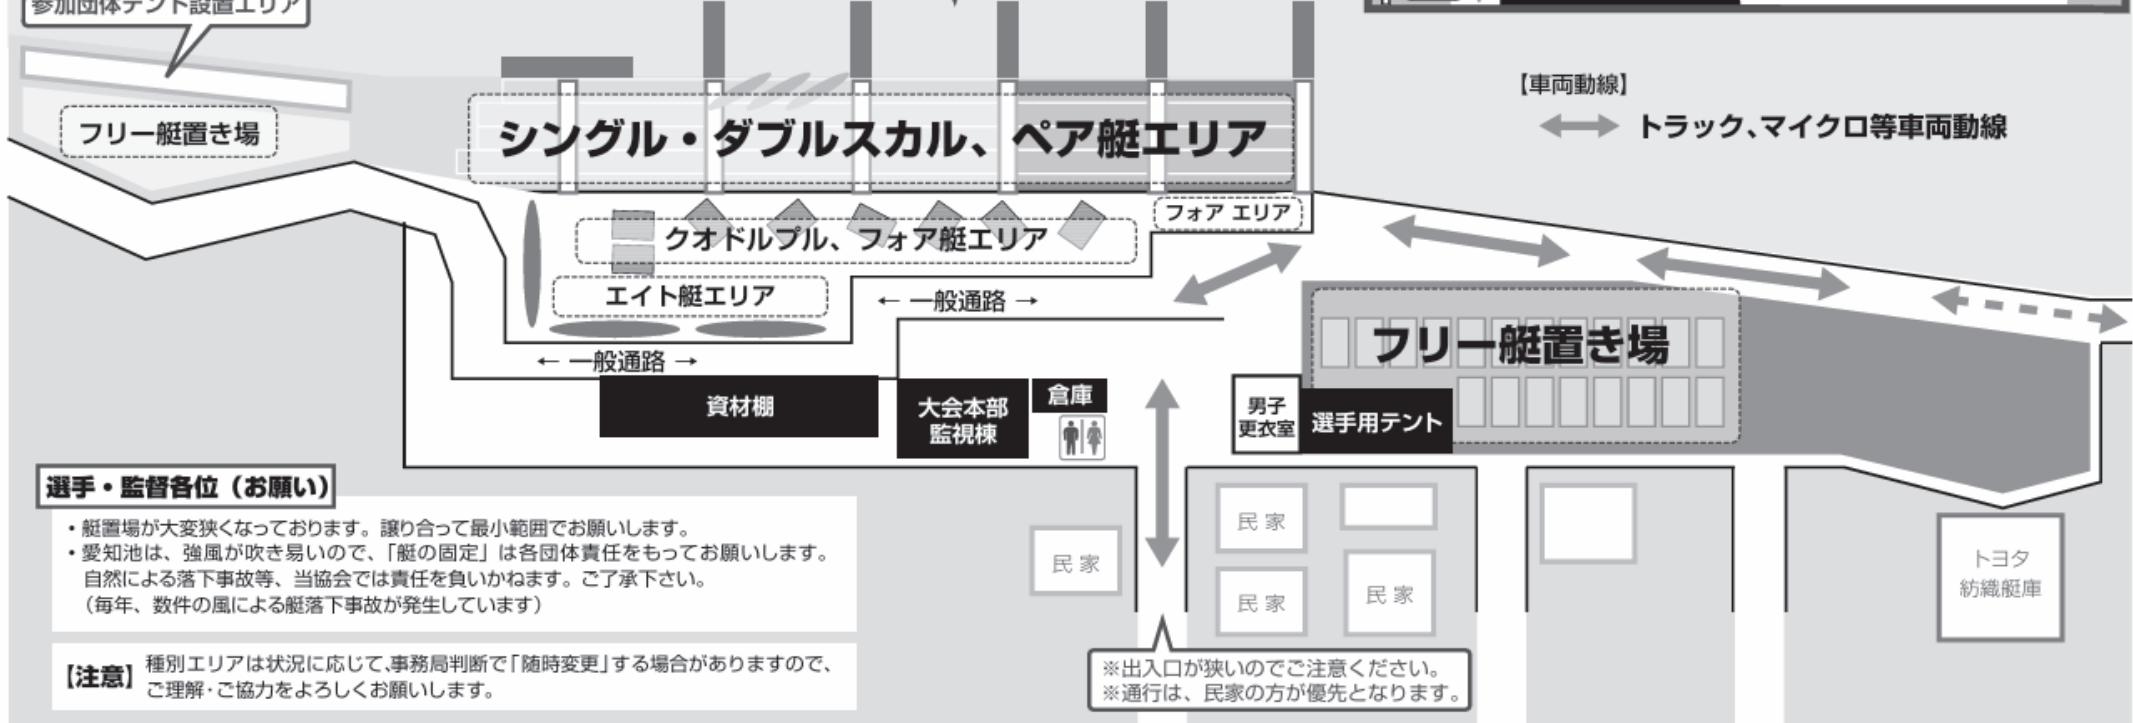 参加団体テント設置エリア
【車両動線】
トラック、マイクロ等車両動線
フリー艇置き場
シングル・ダブルスカル、ペア艇エリア
フォア エリア
クオドルプル、フォア艇エリア
エイト艇エリア
← 一般通路 →
フリー艇置き場
← 一般通路 →
資材棚
大会本部
監視棟
倉庫
男子
更衣室
選手用テント
選手・監督各位（お願い）
・艇置場が大変狭くなっております。譲り合って最小範囲でお願いします。
・愛知池は、強風が吹き易いので、「艇の固定」は各団体責任をもってお願いします。
自然による落下事故等、当協会では責任を負いかねます。ご了承下さい。
（毎年、数件の風による艇落下事故が発生しています）
民 家
民 家
民 家
民 家
トヨタ
紡織艇庫
【注意】
種別エリアは状況に応じて、事務局判断で「随時変更」する場合がありますので、
ご理解・ご協力をよろしくお願いします。
※出入口が狭いのでご注意ください。
※通行は、民家の方が優先となります。